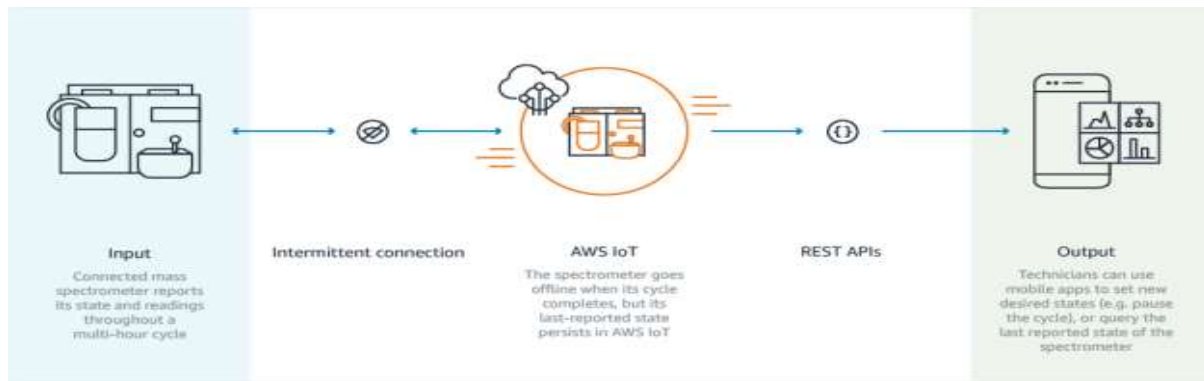 Input
Connected mass
spectrometer reports
its state and readings
throughout a
multi-hour cycle
Intermittent connection
AWS IoT
The spectrometer goes
offline when its cycle
completes, but its
last-reported state
persists in AWS IoT
{}
REST APIs
Output
Technicians can use
mobile apps to set new
desired states (e.g. pause
the cycle), or query the
last reported state of the
spectrometer